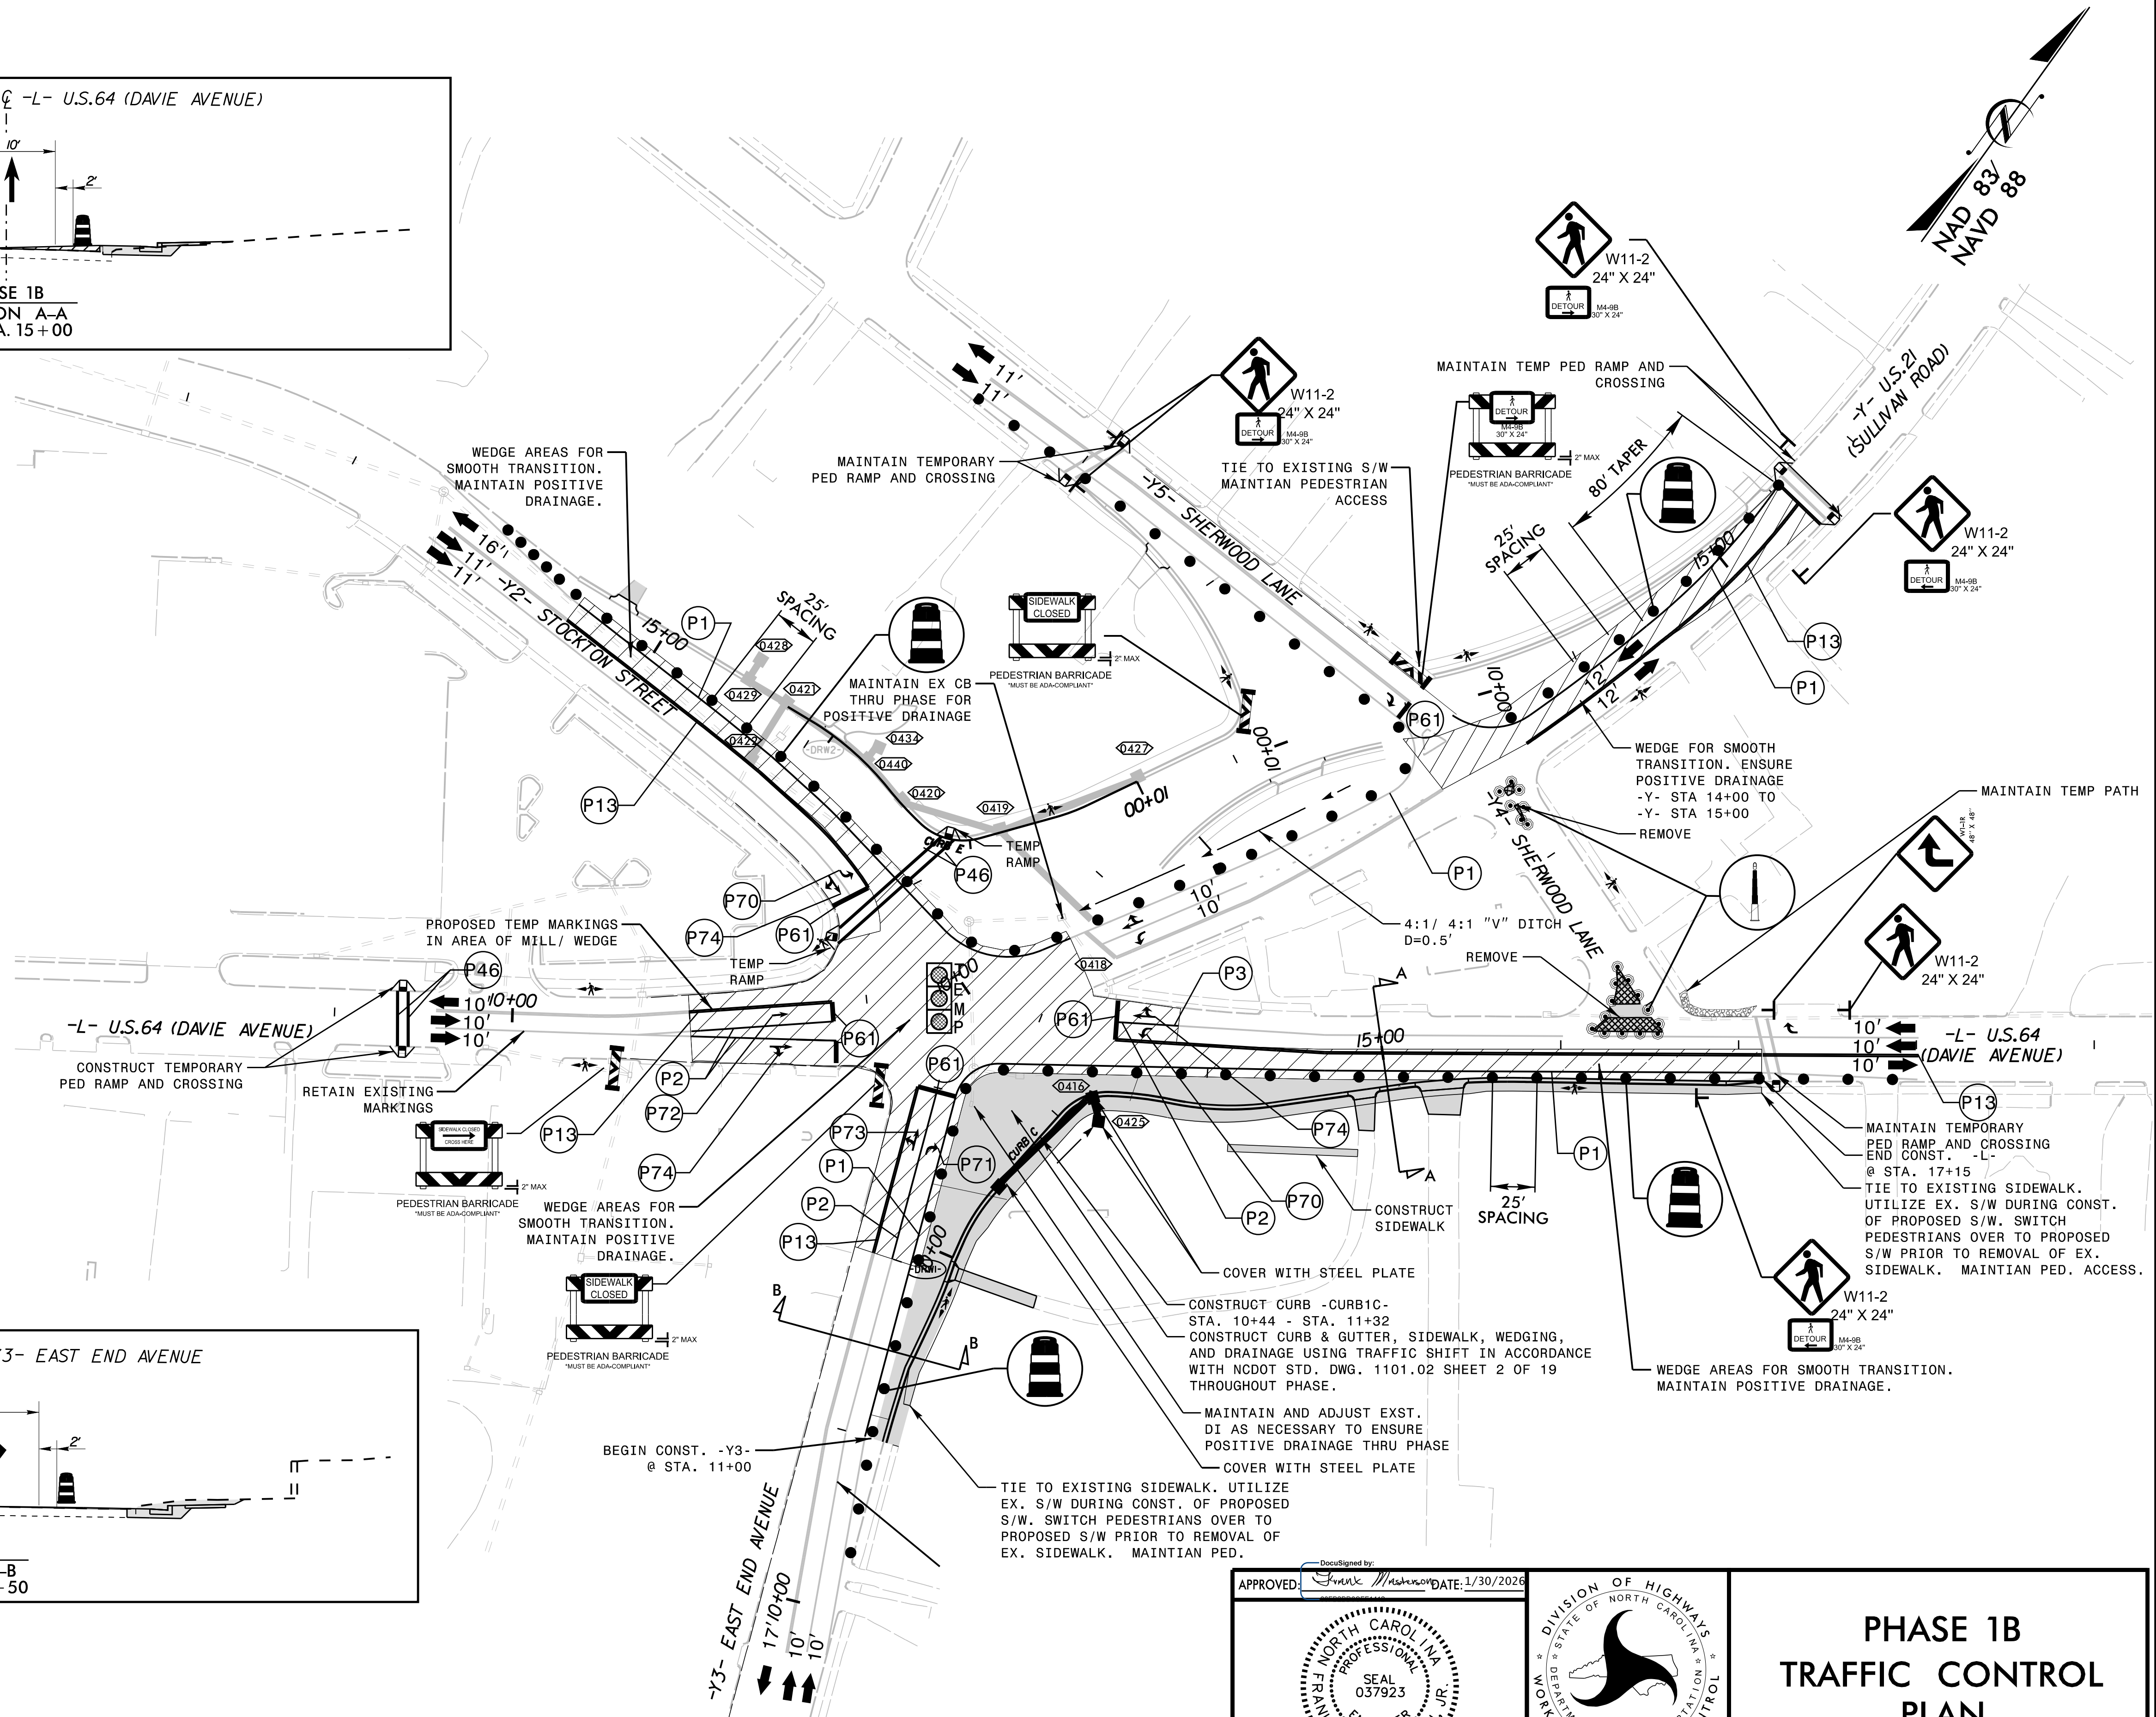 ℄ -L- U.S.64 (DAVIE AVENUE)
10'
2'
SE 1B
ON A-A
A. 15+00
NAD 83/
NAVD 88
W11-2
24" X 24"
DETOUR
M4-9B
30" X 24"
W11-2
24" X 24"
DETOUR
M4-9B
30" X 24"
MAINTAIN TEMP PED RAMP AND
CROSSING
DETOUR
M4-9B
30" X 24"
2" MAX
PEDESTRIAN BARRICADE
*MUST BE ADA-COMPLIANT*
-Y- U.S.21
(SULLIVAN ROAD)
11'
11'
WEDGE AREAS FOR
SMOOTH TRANSITION.
MAINTAIN POSITIVE
DRAINAGE.
MAINTAIN TEMPORARY
PED RAMP AND CROSSING
TIE TO EXISTING S/W
MAINTIAN PEDESTRIAN
ACCESS
80' TAPER
25'
SPACING
15+00
W11-2
24" X 24"
DETOUR
M4-9B
30" X 24"
-Y5- SHERWOOD LANE
16'
11'
11'
-Y2- STOCKTON STREET
15+00
P1
25'
SPACING
0428
0429
0421
0422
-DRW2-
0434
0440
0420
0419
0427
SIDEWALK
CLOSED
2" MAX
PEDESTRIAN BARRICADE
*MUST BE ADA-COMPLIANT*
MAINTAIN EX CB
THRU PHASE FOR
POSITIVE DRAINAGE
P13
P1
P61
10+00
12'
12'
10+00
10+00
WEDGE FOR SMOOTH
TRANSITION. ENSURE
POSITIVE DRAINAGE
-Y- STA 14+00 TO
-Y- STA 15+00
REMOVE
MAINTAIN TEMP PATH
W1-1R
48" X 48"
P13
CURB E
TEMP
RAMP
P46
P1
-Y4- SHERWOOD LANE
P70
P74
P61
TEMP
RAMP
10'
10'
4:1/ 4:1 "V" DITCH
D=0.5'
REMOVE
W11-2
24" X 24"
PROPOSED TEMP MARKINGS
IN AREA OF MILL/ WEDGE
P46
0418
P3
A
TEMP
10+00
10'
10+00
10'
10'
-L- U.S.64 (DAVIE AVENUE)
P61
P61
P61
15+00
10'
10'
10'
-L- U.S.64
(DAVIE AVENUE)
CONSTRUCT TEMPORARY
PED RAMP AND CROSSING
RETAIN EXISTING
MARKINGS
P2
P72
P13
P74
P73
P1
P2
P13
P71
0416
0425
CURB C
P74
P70
P2
A
P1
25'
SPACING
P13
MAINTAIN TEMPORARY
PED RAMP AND CROSSING
END CONST. -L-
@ STA. 17+15
TIE TO EXISTING SIDEWALK.
UTILIZE EX. S/W DURING CONST.
OF PROPOSED S/W. SWITCH
PEDESTRIANS OVER TO PROPOSED
S/W PRIOR TO REMOVAL OF EX.
SIDEWALK. MAINTIAN PED. ACCESS.
SIDEWALK CLOSED
CROSS HERE
2" MAX
PEDESTRIAN BARRICADE
*MUST BE ADA-COMPLIANT*
WEDGE AREAS FOR
SMOOTH TRANSITION.
MAINTAIN POSITIVE
DRAINAGE.
CONSTRUCT
SIDEWALK
-DRW1-
COVER WITH STEEL PLATE
SIDEWALK
CLOSED
2" MAX
PEDESTRIAN BARRICADE
*MUST BE ADA-COMPLIANT*
B
B
CONSTRUCT CURB -CURB1C-
STA. 10+44 - STA. 11+32
CONSTRUCT CURB & GUTTER, SIDEWALK, WEDGING,
AND DRAINAGE USING TRAFFIC SHIFT IN ACCORDANCE
WITH NCDOT STD. DWG. 1101.02 SHEET 2 OF 19
THROUGHOUT PHASE.
W11-2
24" X 24"
DETOUR
M4-9B
30" X 24"
WEDGE AREAS FOR SMOOTH TRANSITION.
MAINTAIN POSITIVE DRAINAGE.
MAINTAIN AND ADJUST EXST.
DI AS NECESSARY TO ENSURE
POSITIVE DRAINAGE THRU PHASE
COVER WITH STEEL PLATE
BEGIN CONST. -Y3-
@ STA. 11+00
TIE TO EXISTING SIDEWALK. UTILIZE
EX. S/W DURING CONST. OF PROPOSED
S/W. SWITCH PEDESTRIANS OVER TO
PROPOSED S/W PRIOR TO REMOVAL OF
EX. SIDEWALK. MAINTIAN PED.
3- EAST END AVENUE
2'
-B
50
-Y3- EAST END AVENUE
10+00
17'
10'
10'
DocuSigned by:
APPROVED: DATE: 1/30/2026
NORTH CAROLINA
PROFESSIONAL
SEAL
037923
JR.
DIVISION OF HIGHWAYS
STATE OF NORTH CAROLINA
PHASE 1B
TRAFFIC CONTROL
PLAN